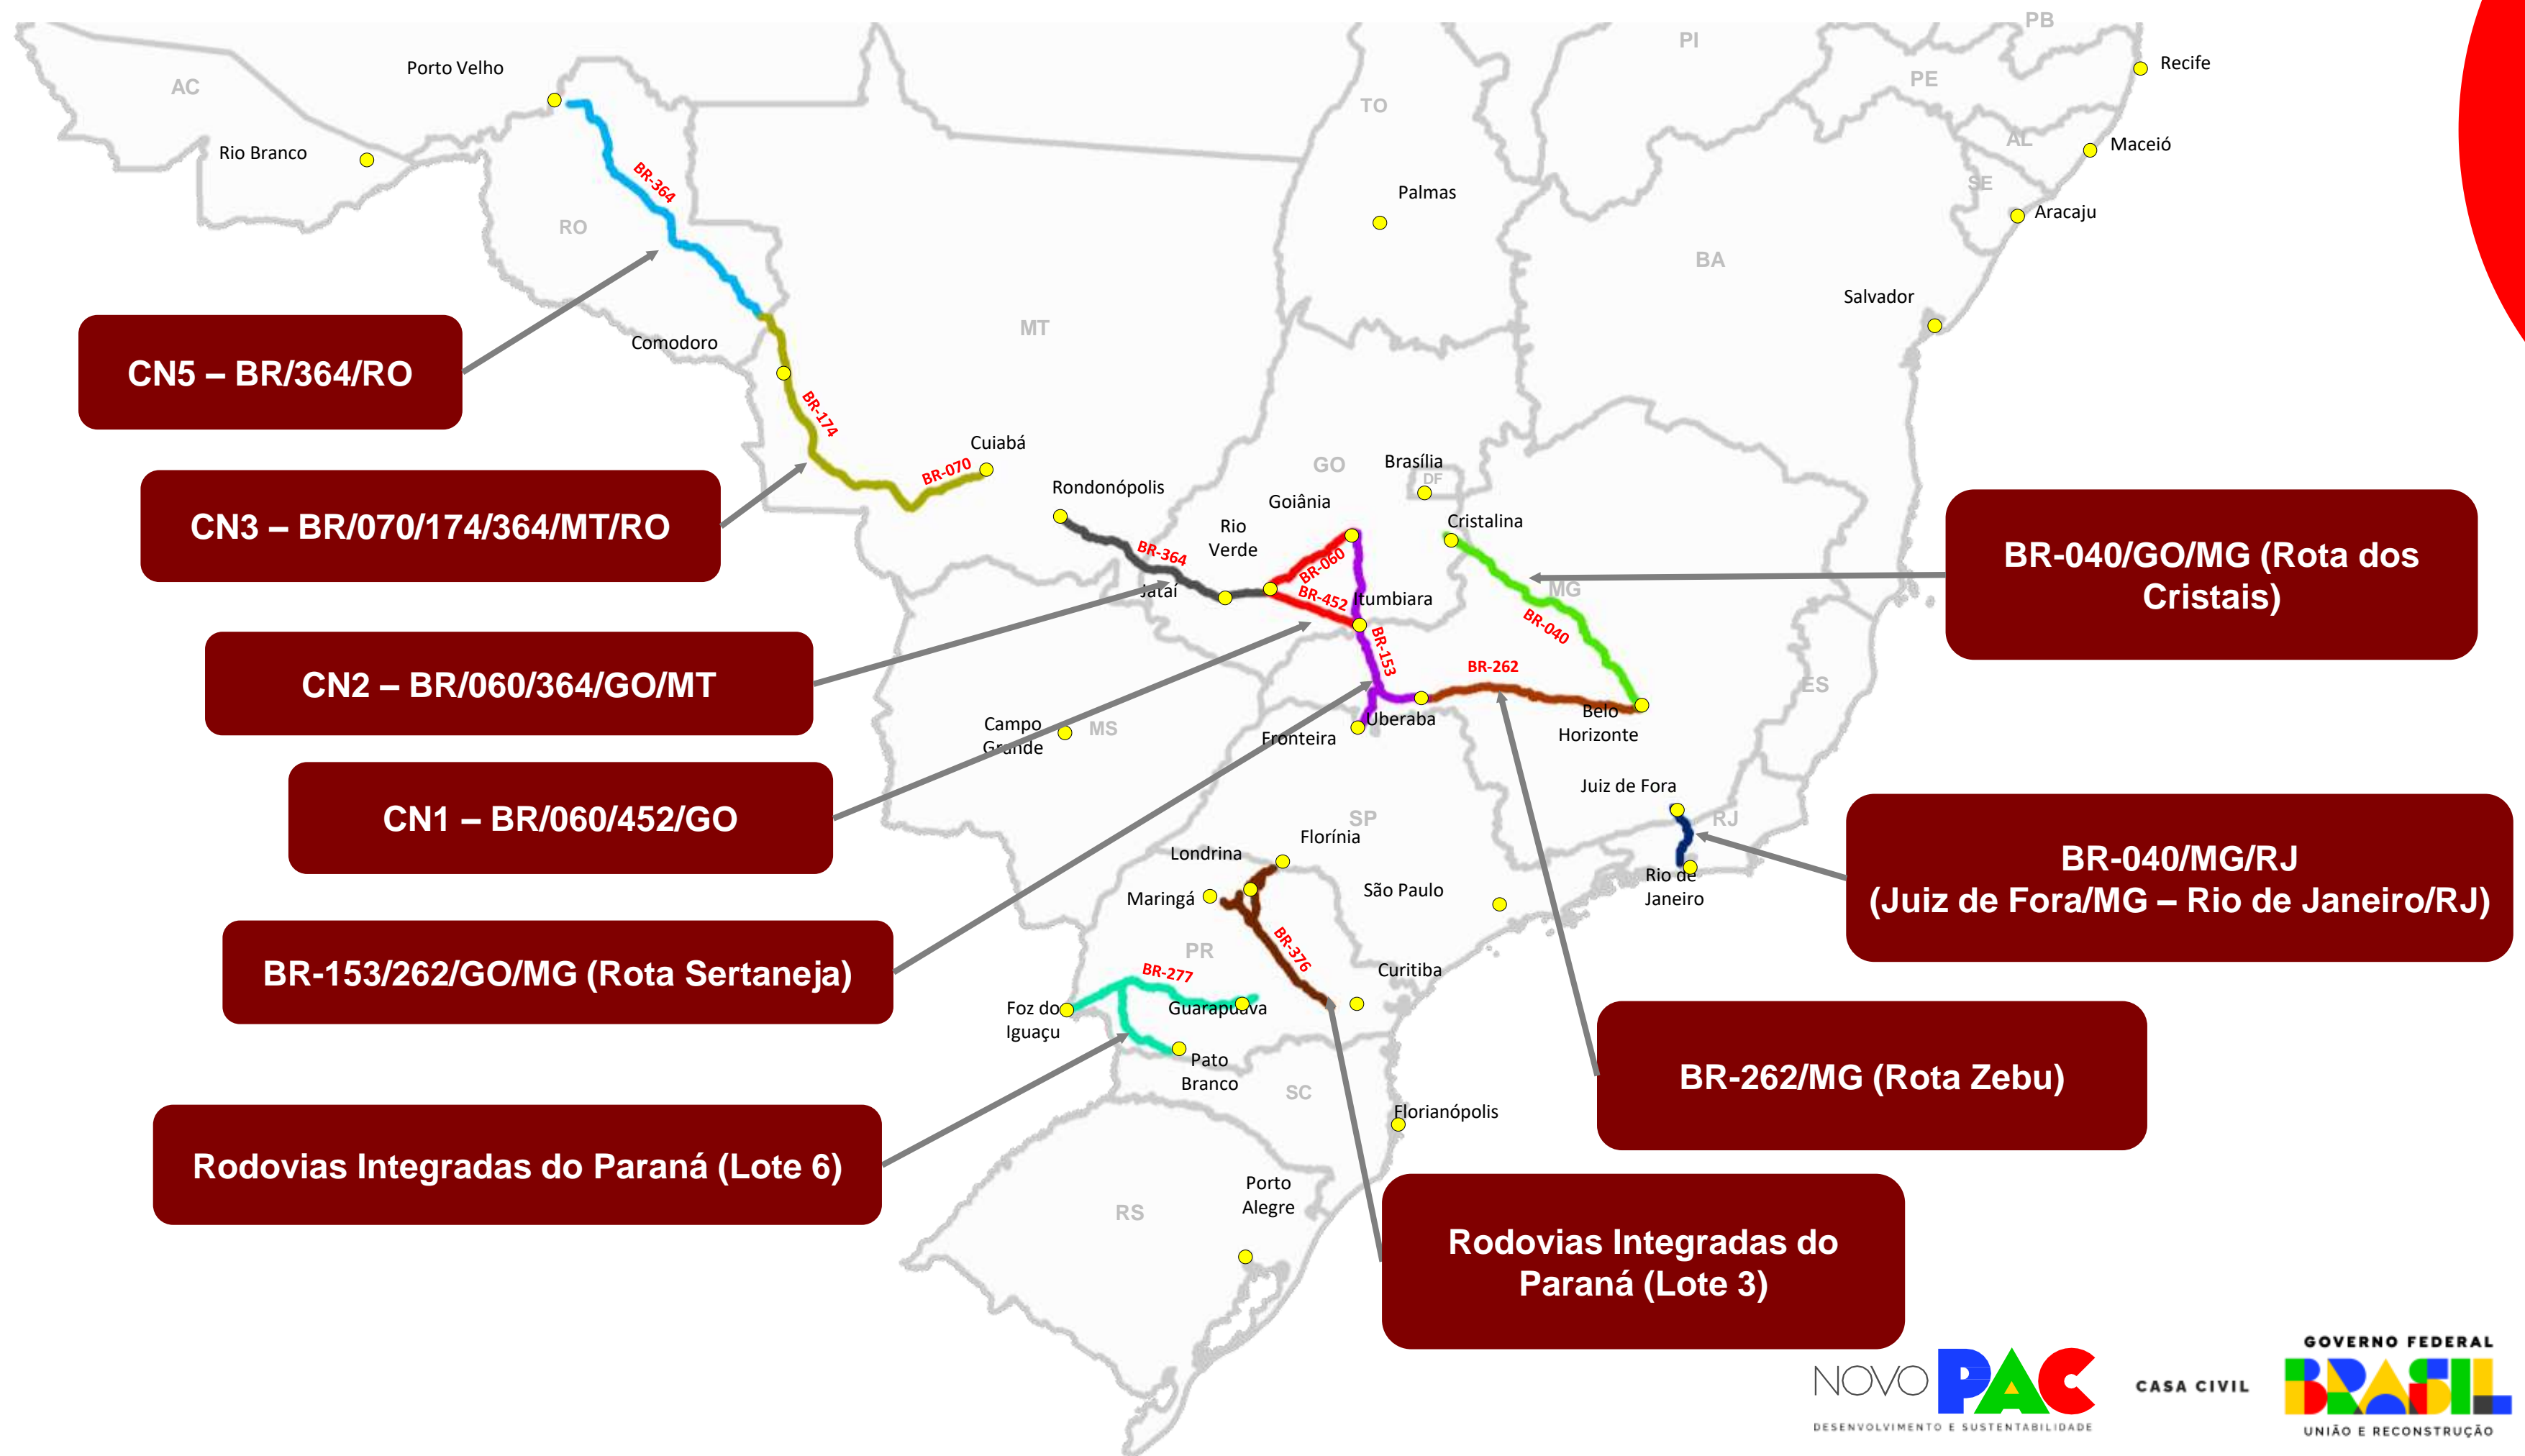 PB
PI
Recife
Porto Velho
PE
AC
TO
AL
Maceió
Rio Branco
BR-364
Palmas
SE
Aracaju
RO
BA
Salvador
MT
Comodoro
CN5 – BR/364/RO
BR-174
Cuiabá
BR-070
GO
Brasília
DF
Rondonópolis
Goiânia
CN3 – BR/070/174/364/MT/RO
Rio
Verde
Cristalina
BR-040/GO/MG (Rota dos
Cristais)
BR-364
BR-060
Jataí
BR-452
Itumbiara
MG
BR-040
BR-153
BR-262
CN2 – BR/060/364/GO/MT
ES
Campo
Grande
MS
Uberaba
Fronteira
Belo
Horizonte
CN1 – BR/060/452/GO
Juiz de Fora
SP
RJ
Florínia
Londrina
BR-040/MG/RJ
(Juiz de Fora/MG – Rio de Janeiro/RJ)
Maringá
São Paulo
Rio de
Janeiro
BR-376
PR
BR-153/262/GO/MG (Rota Sertaneja)
BR-277
Curitiba
Foz do
Iguaçu
Guarapuava
Pato
Branco
BR-262/MG (Rota Zebu)
SC
Florianópolis
Rodovias Integradas do Paraná (Lote 6)
Porto
Alegre
RS
Rodovias Integradas do
Paraná (Lote 3)
NOVO PAC
DESENVOLVIMENTO E SUSTENTABILIDADE
CASA CIVIL
GOVERNO FEDERAL
BRASIL
UNIÃO E RECONSTRUÇÃO